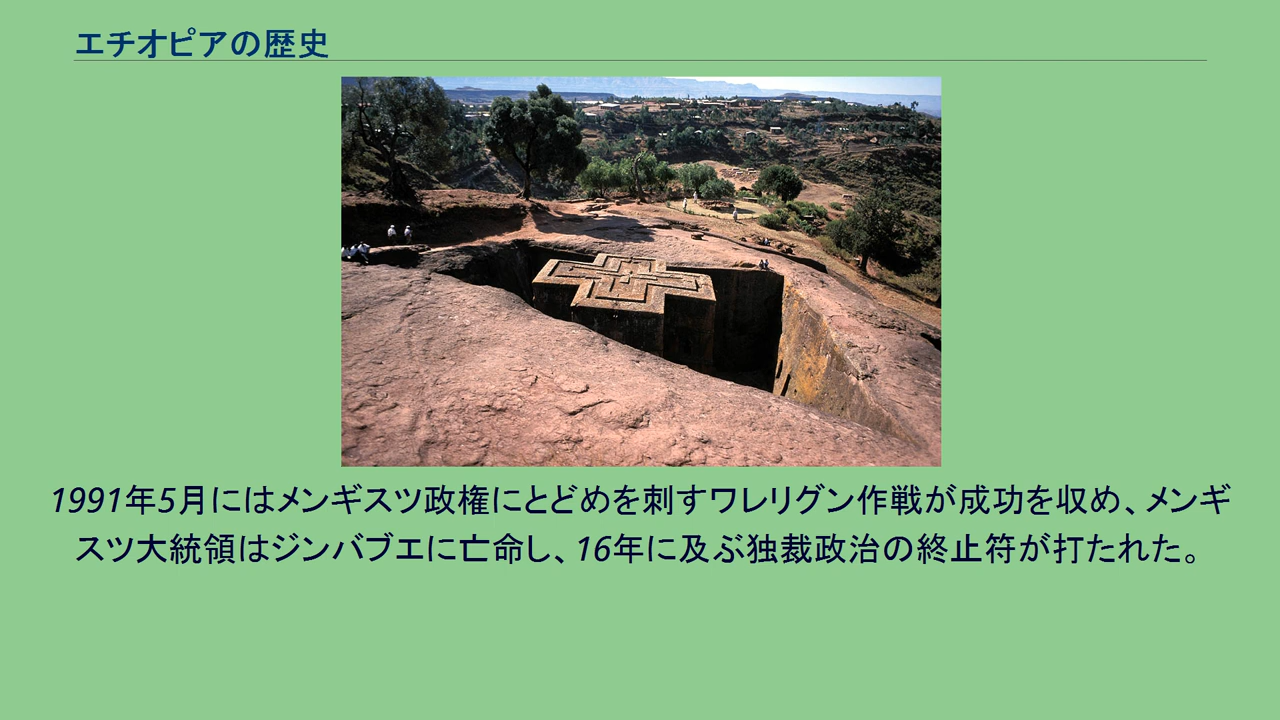 エチオピアの歴史
1991年5月にはメンギスツ政権にとどめを刺すワレリグン作戦が成功を収め、メンギ
スツ大統領はジンバブエに亡命し、16年に及ぶ独裁政治の終止符が打たれた。